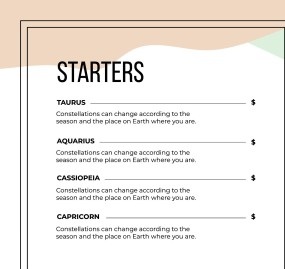 STARTERS
TAURUS $
Constellations can change according to the
season and the place on Earth where you are.
AQUARIUS $
Constellations can change according to the
season and the place on Earth where you are.
CASSIOPEIA $
Constellations can change according to the
season and the place on Earth where you are.
CAPRICORN $
Constellations can change according to the
season and the place on Earth where you are.